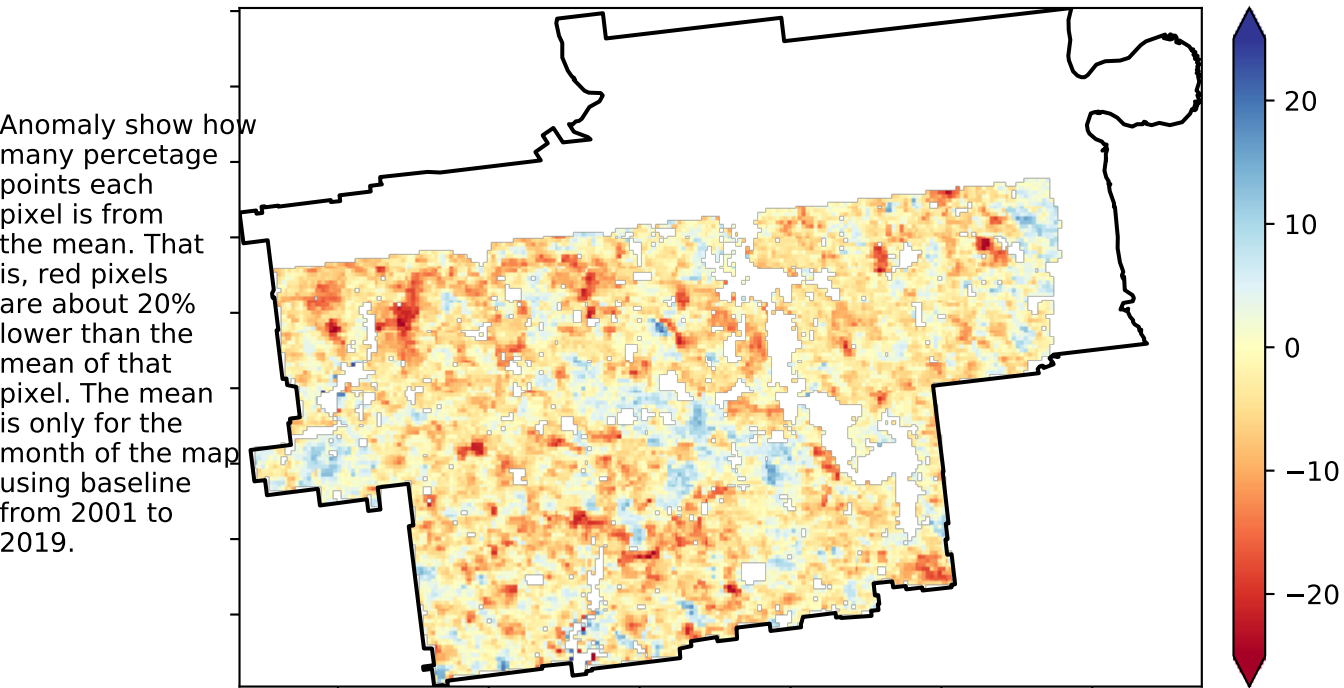 Anomaly show how
many percetage
points each
pixel is from
the mean. That
is, red pixels
are about 20%
lower than the
mean of that
pixel. The mean
is only for the
month of the map
using baseline
from 2001 to
2019.
20
10
0
−10
−20